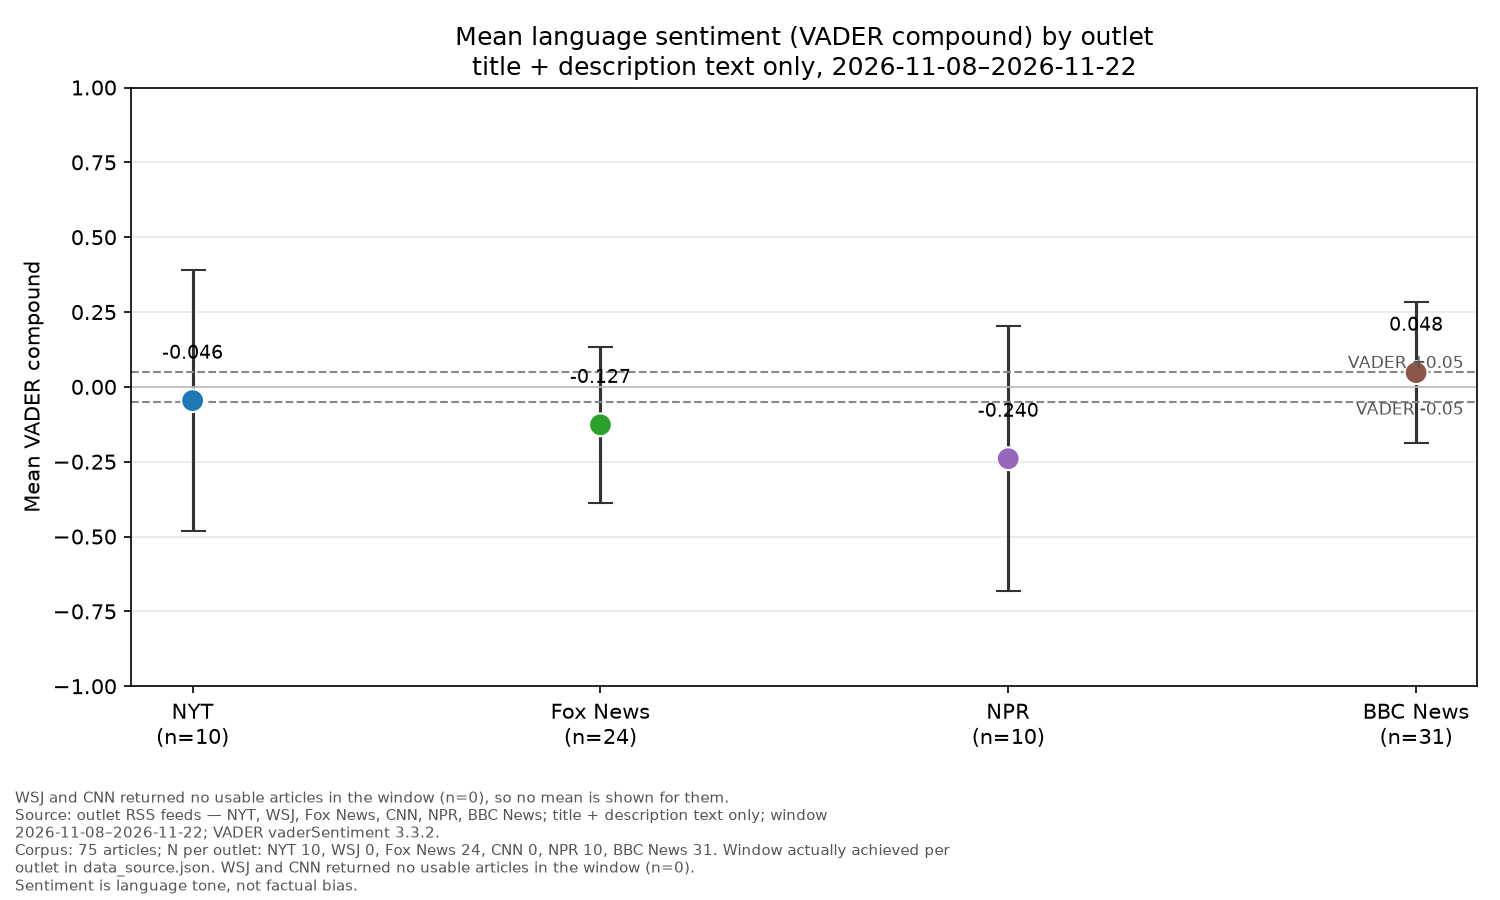 Mean language sentiment (VADER compound) by outlet
title + description text only, 2026-11-08–2026-11-22
Mean VADER compound
1.00
0.75
0.50
0.25
0.00
−0.25
−0.50
−0.75
−1.00
-0.046
-0.127
-0.240
0.048
VADER +0.05
VADER -0.05
NYT
(n=10)
Fox News
(n=24)
NPR
(n=10)
BBC News
(n=31)
WSJ and CNN returned no usable articles in the window (n=0), so no mean is shown for them.
Source: outlet RSS feeds — NYT, WSJ, Fox News, CNN, NPR, BBC News; title + description text only; window
2026-11-08–2026-11-22; VADER vaderSentiment 3.3.2.
Corpus: 75 articles; N per outlet: NYT 10, WSJ 0, Fox News 24, CNN 0, NPR 10, BBC News 31. Window actually achieved per
outlet in data_source.json. WSJ and CNN returned no usable articles in the window (n=0).
Sentiment is language tone, not factual bias.